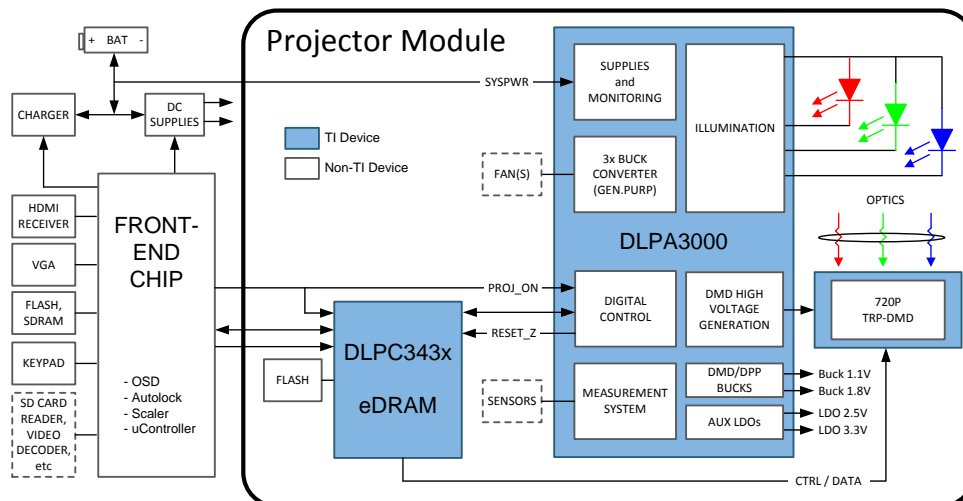 + BAT -
Projector Module
CHARGER
DC
SUPPLIES
SYSPWR
SUPPLIES
and
MONITORING
ILLUMINATION
TI Device
Non-TI Device
FAN(S)
3x BUCK
CONVERTER
(GEN.PURP)
HDMI
RECEIVER
VGA
FLASH,
SDRAM
KEYPAD
SD CARD
READER,
VIDEO
DECODER,
etc
FRONT-
END
CHIP
- OSD
- Autolock
- Scaler
- uController
DLPA3000
OPTICS
PROJ_ON
RESET_Z
DIGITAL
CONTROL
DMD HIGH
VOLTAGE
GENERATION
720P
TRP-DMD
DLPC343x
eDRAM
FLASH
SENSORS
MEASUREMENT
SYSTEM
DMD/DPP
BUCKS
AUX LDOs
Buck 1.1V
Buck 1.8V
LDO 2.5V
LDO 3.3V
CTRL / DATA